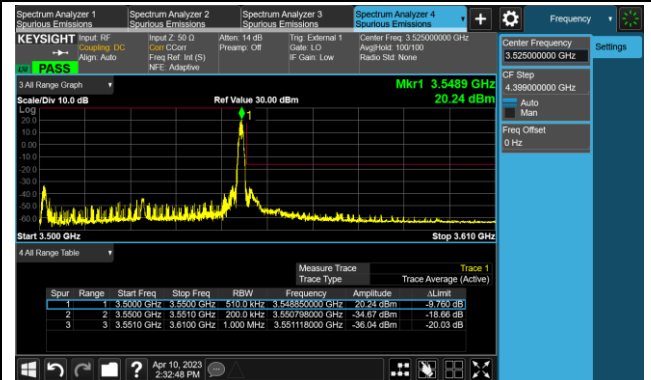 Spectrum Analyzer 1
Spurious Emissions
Spectrum Analyzer 2
Spurious Emissions
Spectrum Analyzer 3
Spurious Emissions
Spectrum Analyzer 4
Spurious Emissions
+
Frequency
KEYSIGHT
Input: RF
Coupling: DC
Align: Auto
Input Z: 50 Ω
Corr CCorr
Freq Ref: Int (S)
NFE: Adaptive
Atten: 14 dB
Preamp: Off
Trig: External 1
Gate: LO
IF Gain: Low
Center Freq: 3.525000000 GHz
Avg|Hold: 100/100
Radio Std: None
PASS
Center Frequency
3.525000000 GHz
Settings
CF Step
4.399000000 GHz
Auto
Man
Freq Offset
0 Hz
3 All Range Graph
Mkr1 3.5489 GHz
Scale/Div 10.0 dB
Ref Value 30.00 dBm
20.24 dBm
Log
1
20.0
10.0
0.00
-10.0
-20.0
-30.0
-40.0
-50.0
-60.0
Start 3.500 GHz
Stop 3.610 GHz
4 All Range Table
Measure Trace Trace 1
Trace Type Trace Average (Active)
Spur Range Start Freq Stop Freq RBW Frequency Amplitude ΔLimit
1 1 3.5000 GHz 3.5500 GHz 510.0 kHz 3.548850000 GHz 20.24 dBm -9.760 dB
2 2 3.5500 GHz 3.5510 GHz 200.0 kHz 3.550798000 GHz -34.67 dBm -18.66 dB
3 3 3.5510 GHz 3.6100 GHz 1.000 MHz 3.551118000 GHz -36.04 dBm -20.03 dB
?
Apr 10, 2023
2:32:48 PM